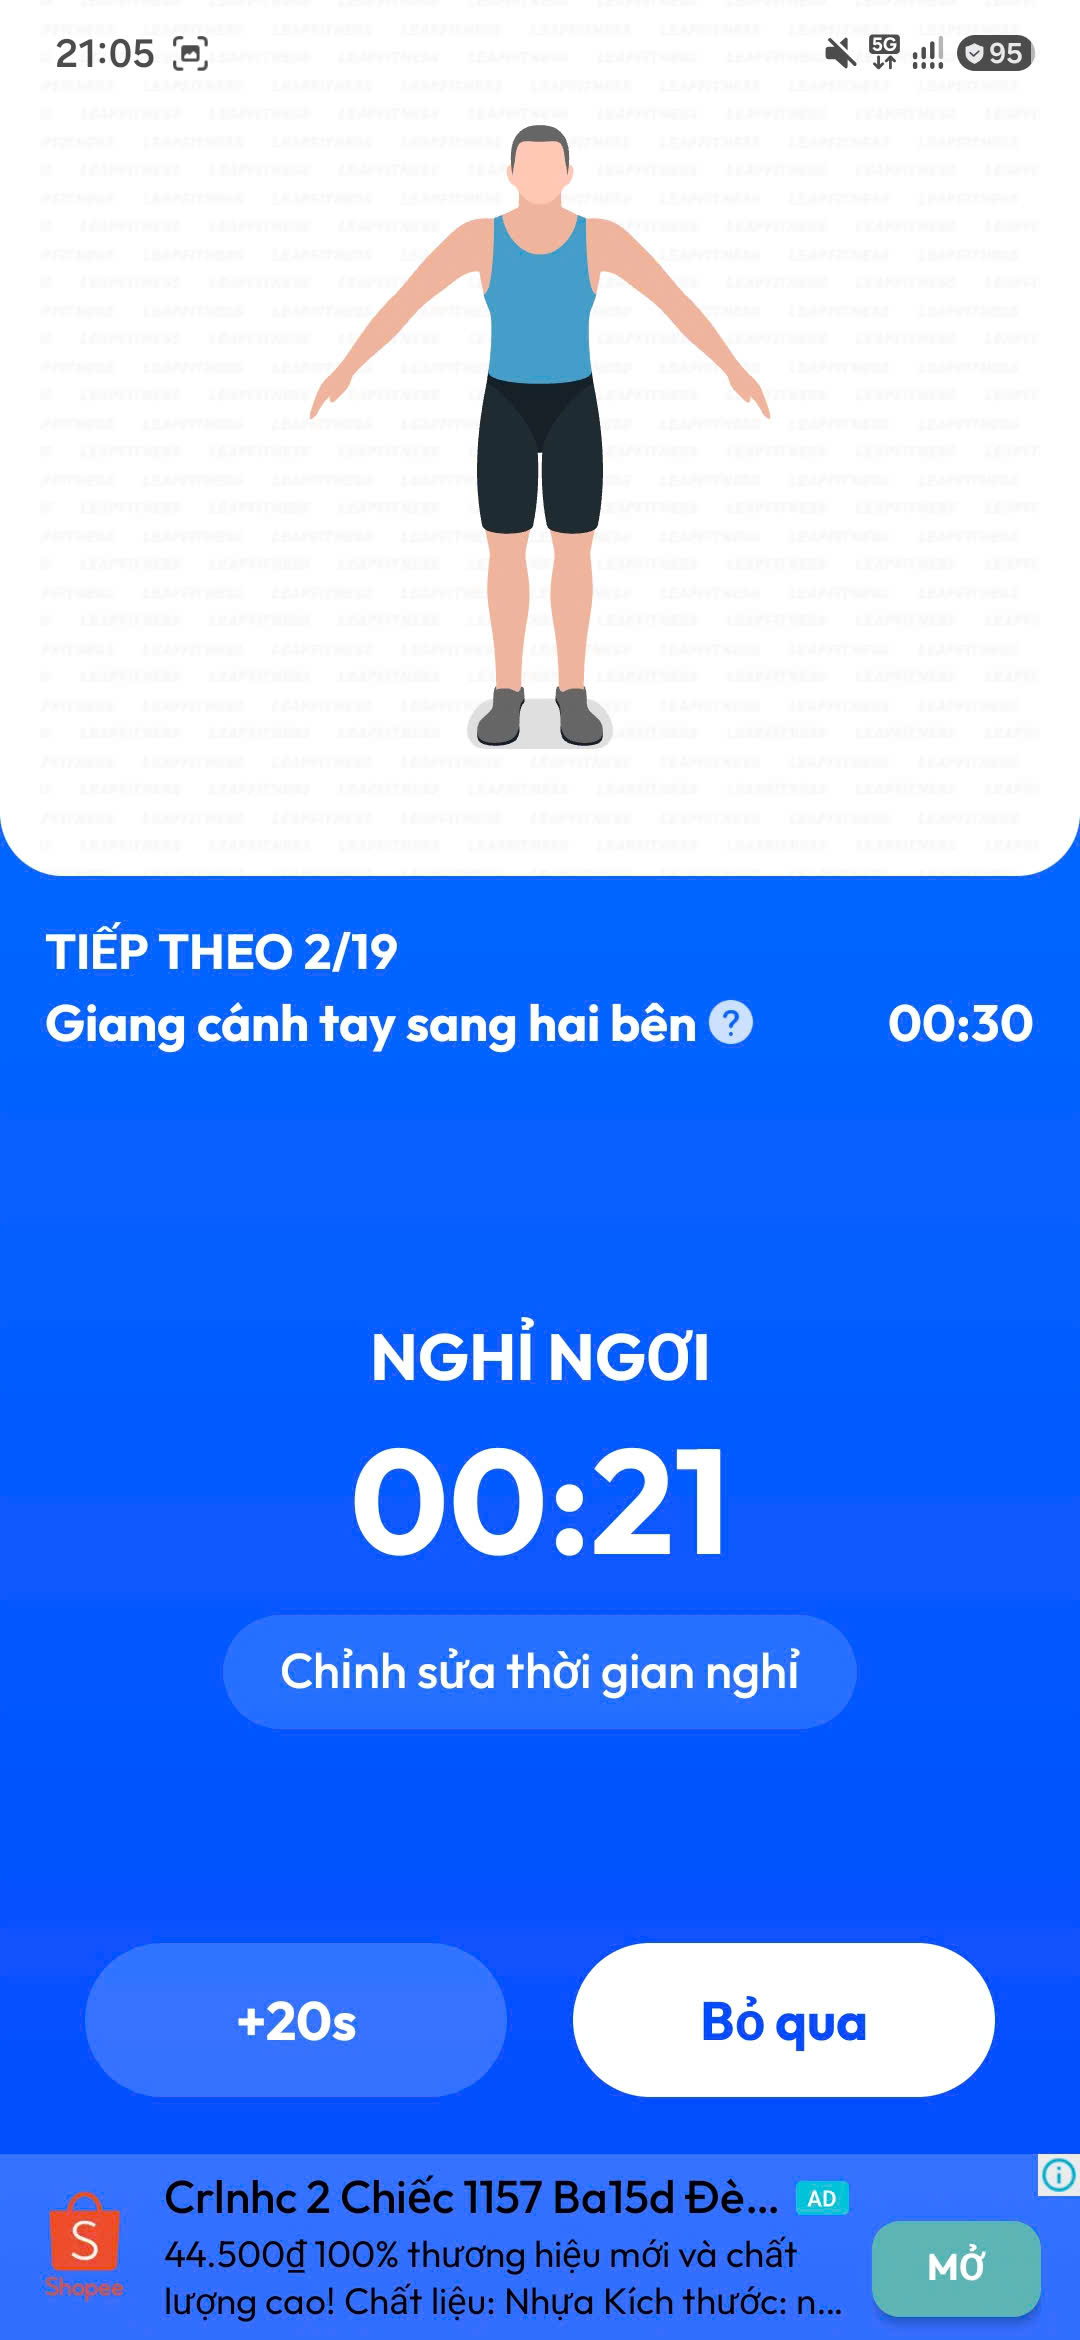 21:05
5G
95
TIẾP THEO 2/19
Giang cánh tay sang hai bên ?
00:30
NGHỈ NGƠI
00:21
Chỉnh sửa thời gian nghỉ
+20s
Bỏ qua
CrInhc 2 Chiếc 1157 Ba15d Đè... AD
44.500₫ 100% thương hiệu mới và chất
lượng cao! Chất liệu: Nhựa Kích thước: n...
MỞ
Shopee